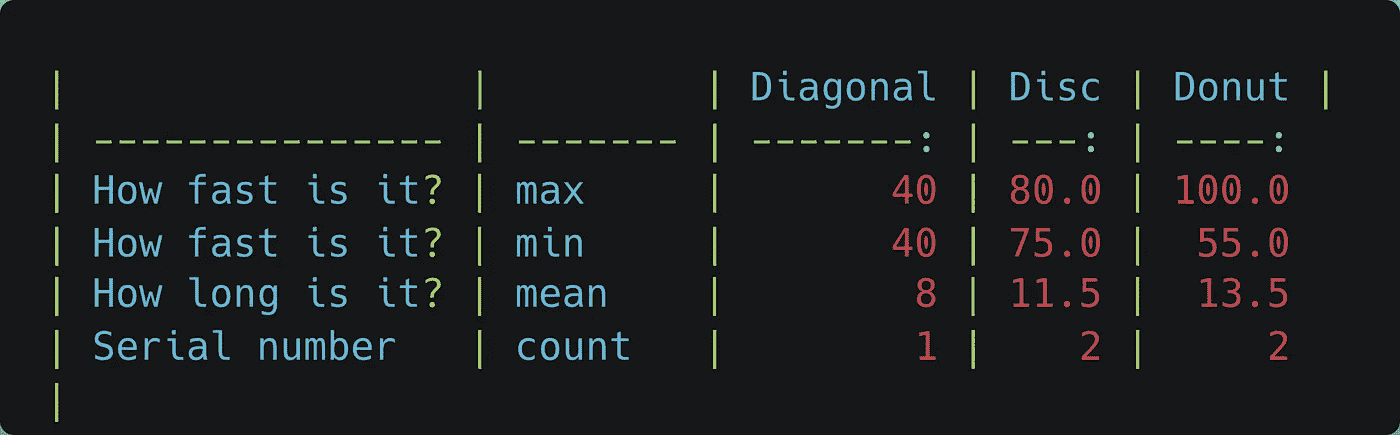 |                 |         | Diagonal | Disc | Donut |
| --------------- | ------- | -------: | ---: | ----:
| How fast is it? | max     |       40 | 80.0 | 100.0
| How fast is it? | min     |       40 | 75.0 |  55.0
| How long is it? | mean    |        8 | 11.5 |  13.5
| Serial number   | count   |        1 |    2 |     2
|